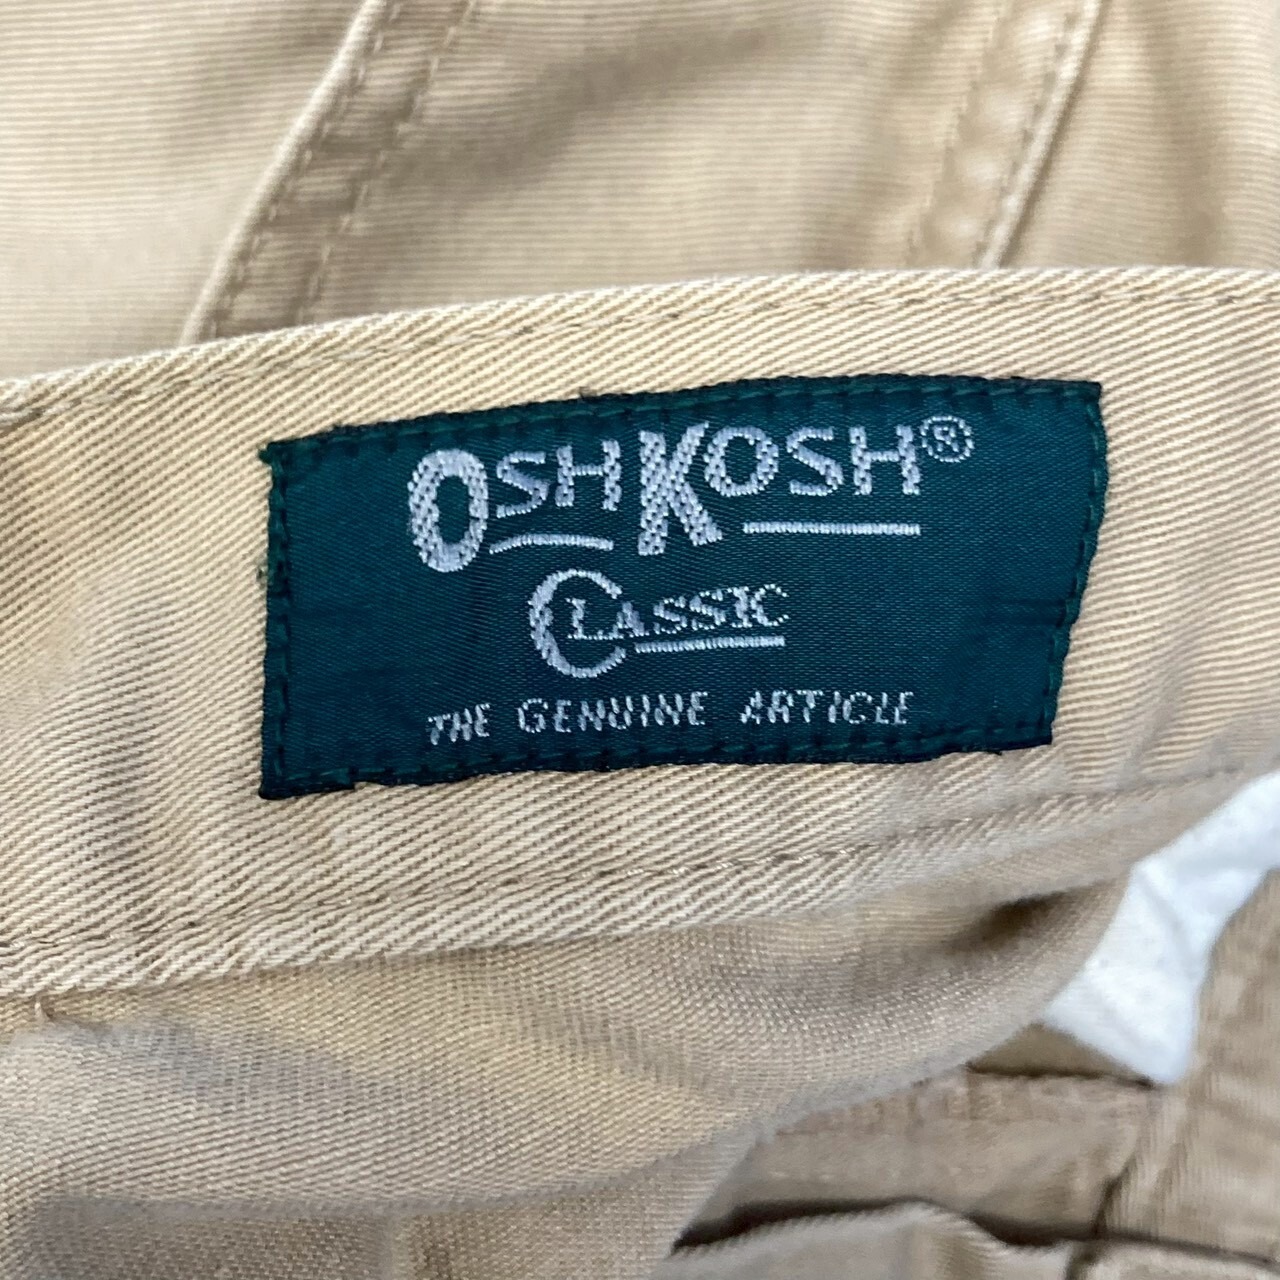 OSHKOSH®
CLASSIC
THE GENUINE ARTICLE